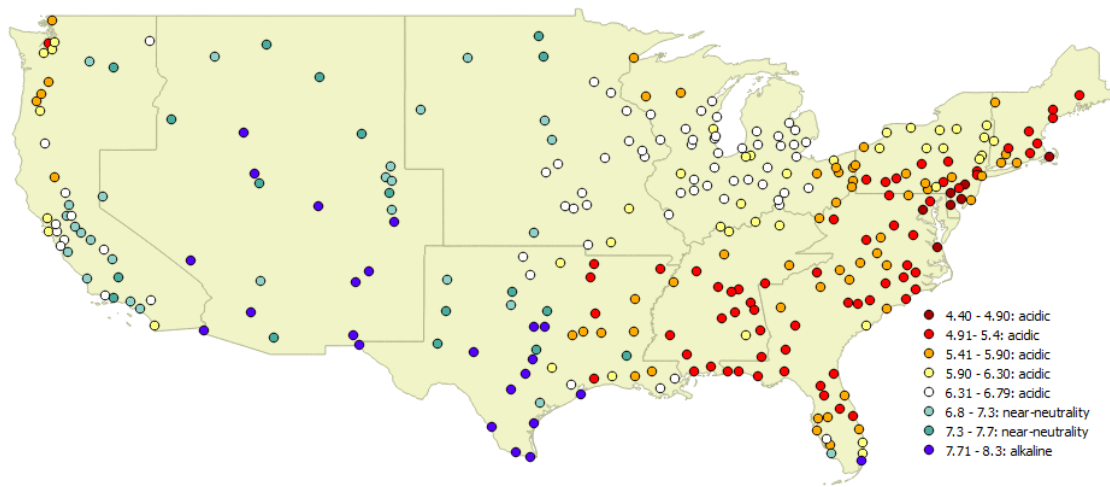 4.40 - 4.90: acidic
4.91 - 5.4: acidic
5.41 - 5.90: acidic
5.90 - 6.30: acidic
6.31 - 6.79: acidic
6.8 - 7.3: near-neutrality
7.3 - 7.7: near-neutrality
7.71 - 8.3: alkaline